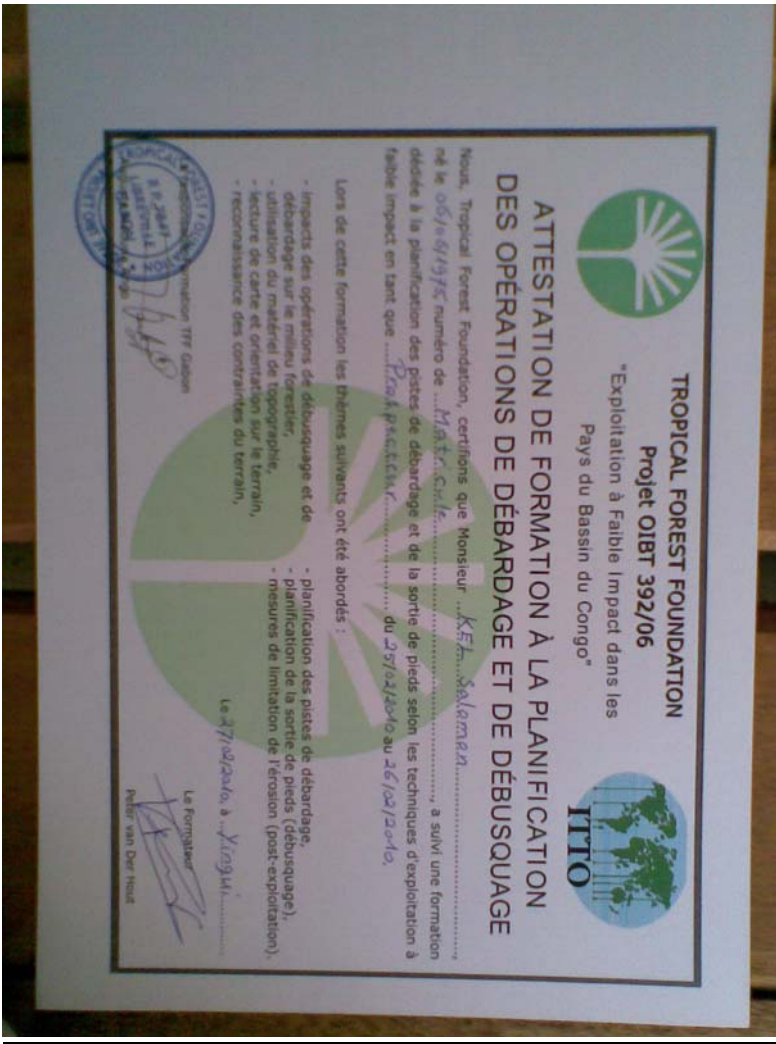 TROPICAL FOREST FOUNDATION
Projet OIBT 392/06
"Exploitation à Faible Impact dans les
Pays du Bassin du Congo"
ITTO
ATTESTATION DE FORMATION À LA PLANIFICATION
DES OPÉRATIONS DE DÉBARDAGE ET DE DÉBUSQUAGE
Nous, Tropical Forest Foundation, certifions que Monsieur ...KEL Salomon...,
né le 06/06/1975, numéro de ...Matricule..., a suivi une formation
dédiée à la planification des pistes de débardage et de la sortie de pieds selon les techniques d'exploitation à
faible impact en tant que ...Prospecteur... du 25/02/2010 au 26/02/2010.
Lors de cette formation les thèmes suivants ont été abordés :
- impacts des opérations de débusquage et de
débardage sur le milieu forestier,
- utilisation du matériel de topographie,
- lecture de carte et orientation sur le terrain,
- reconnaissance des contraintes du terrain,
- planification des pistes de débardage,
- planification de la sortie de pieds (débusquage),
- mesures de limitation de l'érosion (post-exploitation).
Le 27/02/2010, à ...Yingui...
Formation TFF Gabon
TROPICAL FOREST
LIBREVILLE
Le Formateur
Peter van Der Hout